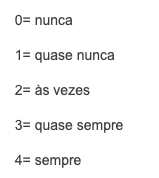 0= nunca
1= quase nunca
2= às vezes
3= quase sempre
4= sempre